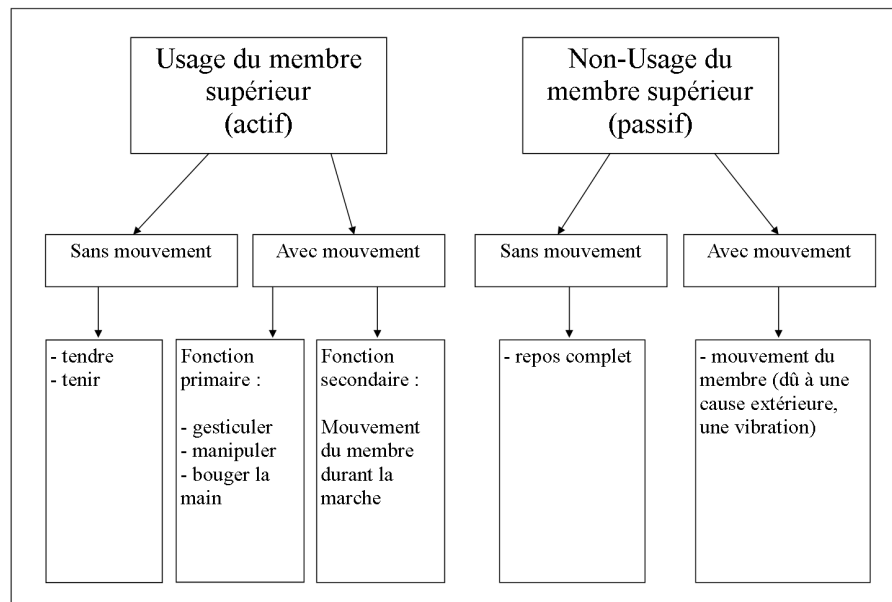 Usage du membre
supérieur
(actif)
Non-Usage du
membre supérieur
(passif)
Sans mouvement
Avec mouvement
Sans mouvement
Avec mouvement
- tendre
- tenir
Fonction
primaire :
- gesticuler
- manipuler
- bouger la
main
Fonction
secondaire :
Mouvement
du membre
durant la
marche
- repos complet
- mouvement du
membre (dû à une
cause extérieure,
une vibration)